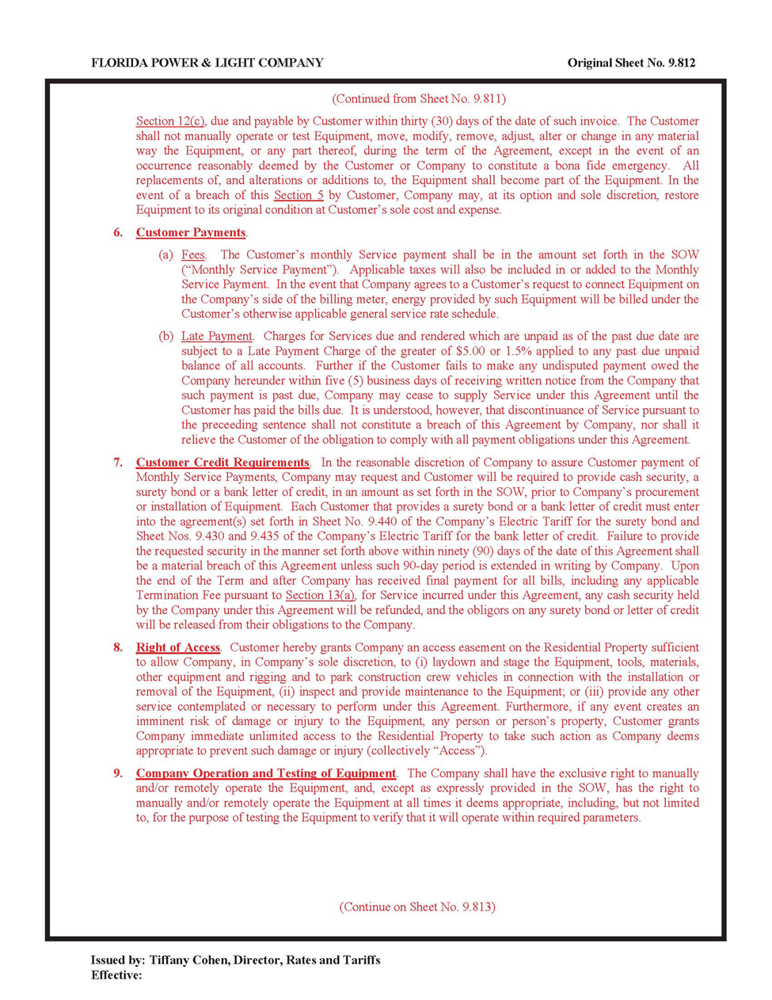 FLORIDA POWER & LIGHT COMPANY Original Sheet No. 9.812
(Continued from Sheet No. 9.811)
Section 12(c), due and payable by Customer within thirty (30) days of the date of such invoice. The Customer
shall not manually operate or test Equipment, move, modify, remove, adjust, alter or change in any material
way the Equipment, or any part thereof, during the term of the Agreement, except in the event of an
occurrence reasonably deemed by the Customer or Company to constitute a bona fide emergency. All
replacements of, and alterations or additions to, the Equipment shall become part of the Equipment. In the
event of a breach of this Section 5 by Customer, Company may, at its option and sole discretion, restore
Equipment to its original condition at Customer's sole cost and expense.
6. Customer Payments.
(a) Fees. The Customer's monthly Service payment shall be in the amount set forth in the SOW
("Monthly Service Payment"). Applicable taxes will also be included in or added to the Monthly
Service Payment. In the event that Company agrees to a Customer's request to connect Equipment on
the Company's side of the billing meter, energy provided by such Equipment will be billed under the
Customer's otherwise applicable general service rate schedule.
(b) Late Payment. Charges for Services due and rendered which are unpaid as of the past due date are
subject to a Late Payment Charge of the greater of $5.00 or 1.5% applied to any past due unpaid
balance of all accounts. Further if the Customer fails to make any undisputed payment owed the
Company hereunder within five (5) business days of receiving written notice from the Company that
such payment is past due, Company may cease to supply Service under this Agreement until the
Customer has paid the bills due. It is understood, however, that discontinuance of Service pursuant to
the preceeding sentence shall not constitute a breach of this Agreement by Company, nor shall it
relieve the Customer of the obligation to comply with all payment obligations under this Agreement.
7. Customer Credit Requirements. In the reasonable discretion of Company to assure Customer payment of
Monthly Service Payments, Company may request and Customer will be required to provide cash security, a
surety bond or a bank letter of credit, in an amount as set forth in the SOW, prior to Company's procurement
or installation of Equipment. Each Customer that provides a surety bond or a bank letter of credit must enter
into the agreement(s) set forth in Sheet No. 9.440 of the Company's Electric Tariff for the surety bond and
Sheet Nos. 9.430 and 9.435 of the Company's Electric Tariff for the bank letter of credit. Failure to provide
the requested security in the manner set forth above within ninety (90) days of the date of this Agreement shall
be a material breach of this Agreement unless such 90-day period is extended in writing by Company. Upon
the end of the Term and after Company has received final payment for all bills, including any applicable
Termination Fee pursuant to Section 13(a), for Service incurred under this Agreement, any cash security held
by the Company under this Agreement will be refunded, and the obligors on any surety bond or letter of credit
will be released from their obligations to the Company.
8. Right of Access. Customer hereby grants Company an access easement on the Residential Property sufficient
to allow Company, in Company's sole discretion, to (i) laydown and stage the Equipment, tools, materials,
other equipment and rigging and to park construction crew vehicles in connection with the installation or
removal of the Equipment, (ii) inspect and provide maintenance to the Equipment; or (iii) provide any other
service contemplated or necessary to perform under this Agreement. Furthermore, if any event creates an
imminent risk of damage or injury to the Equipment, any person or person's property, Customer grants
Company immediate unlimited access to the Residential Property to take such action as Company deems
appropriate to prevent such damage or injury (collectively "Access").
9. Company Operation and Testing of Equipment. The Company shall have the exclusive right to manually
and/or remotely operate the Equipment, and, except as expressly provided in the SOW, has the right to
manually and/or remotely operate the Equipment at all times it deems appropriate, including, but not limited
to, for the purpose of testing the Equipment to verify that it will operate within required parameters.
(Continue on Sheet No. 9.813)
Issued by: Tiffany Cohen, Director, Rates and Tariffs
Effective: